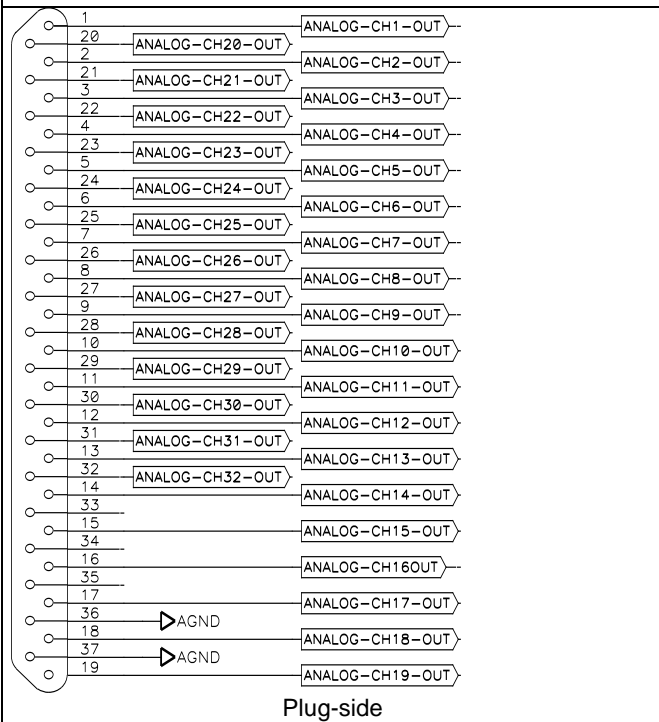 1 ANALOG-CH1-OUT
20 ANALOG-CH20-OUT
2 ANALOG-CH2-OUT
21 ANALOG-CH21-OUT
3 ANALOG-CH3-OUT
22 ANALOG-CH22-OUT
4 ANALOG-CH4-OUT
23 ANALOG-CH23-OUT
5 ANALOG-CH5-OUT
24 ANALOG-CH24-OUT
6 ANALOG-CH6-OUT
25 ANALOG-CH25-OUT
7 ANALOG-CH7-OUT
26 ANALOG-CH26-OUT
8 ANALOG-CH8-OUT
27 ANALOG-CH27-OUT
9 ANALOG-CH9-OUT
28 ANALOG-CH28-OUT
10 ANALOG-CH10-OUT
29 ANALOG-CH29-OUT
11 ANALOG-CH11-OUT
30 ANALOG-CH30-OUT
12 ANALOG-CH12-OUT
31 ANALOG-CH31-OUT
13 ANALOG-CH13-OUT
32 ANALOG-CH32-OUT
14 ANALOG-CH14-OUT
33
15 ANALOG-CH15-OUT
34
16 ANALOG-CH16OUT
35
17 ANALOG-CH17-OUT
36 AGND
18 ANALOG-CH18-OUT
37 AGND
19 ANALOG-CH19-OUT
Plug-side